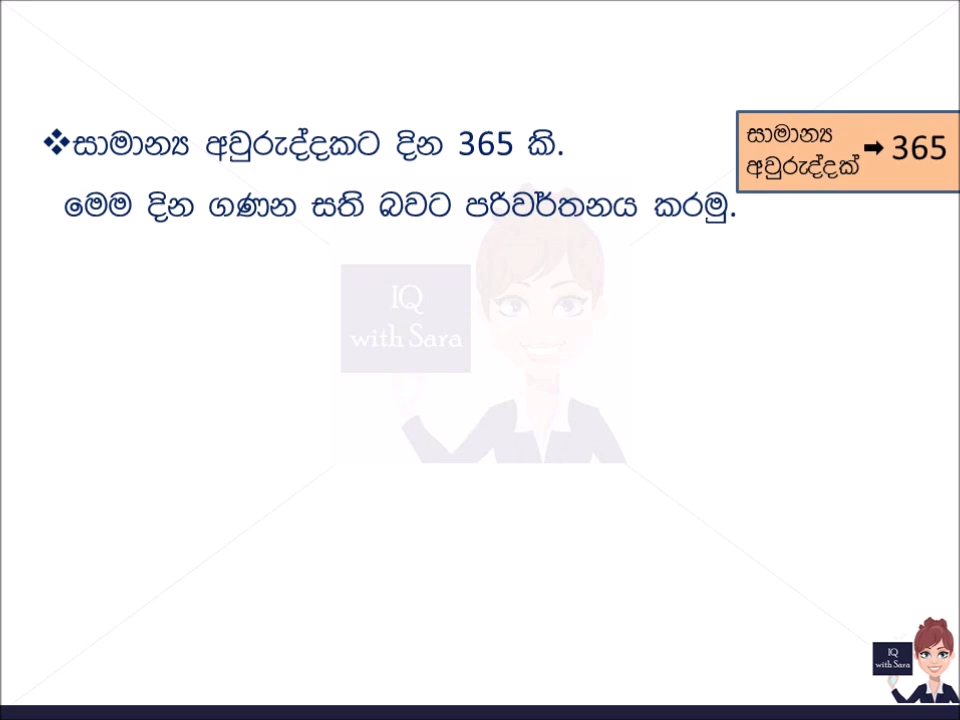 ❖සාමාන්‍ය අවුරුද්දකට දින 365 කි.
මෙම දින ගණන සති බවට පරිවර්තනය කරමු.
සාමාන්‍ය
අවුරුද්දක් ➡ 365
IQ
with Sara
IQ
with Sara